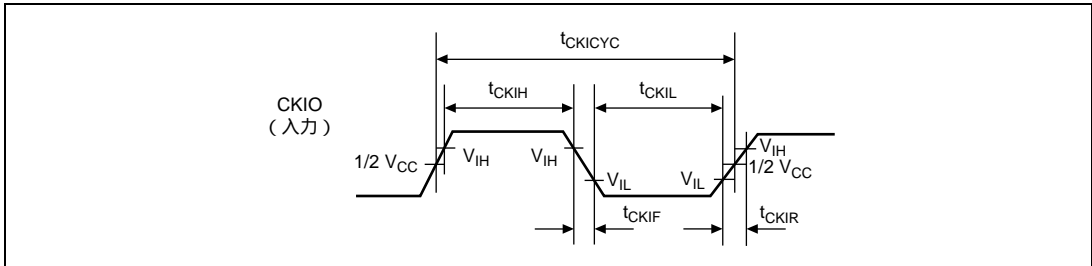 tCKICYC
tCKIH
tCKIL
CKIO
(入力)
1/2 VCC
VIH
VIH
VIL
VIL
VIH
1/2 VCC
tCKIF
tCKIR